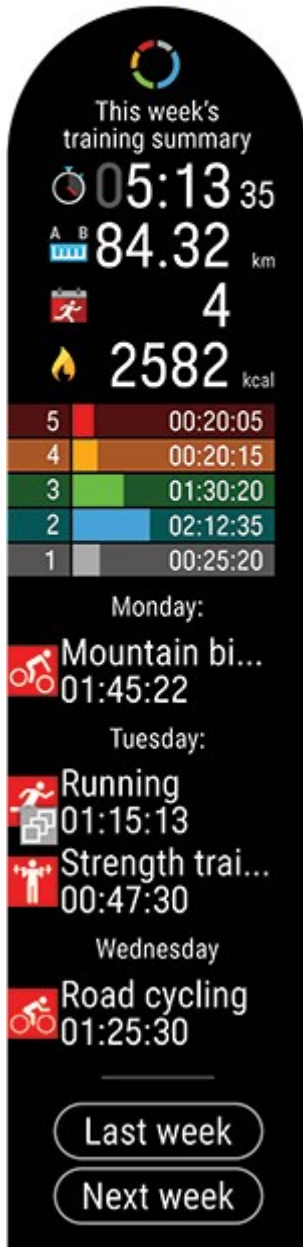 This week's
training summary
05:13 35
A B
84.32 km
4
2582 kcal
5 00:20:05
4 00:20:15
3 01:30:20
2 02:12:35
1 00:25:20
Monday:
Mountain bi...
01:45:22
Tuesday:
Running
01:15:13
Strength trai...
00:47:30
Wednesday
Road cycling
01:25:30
Last week
Next week